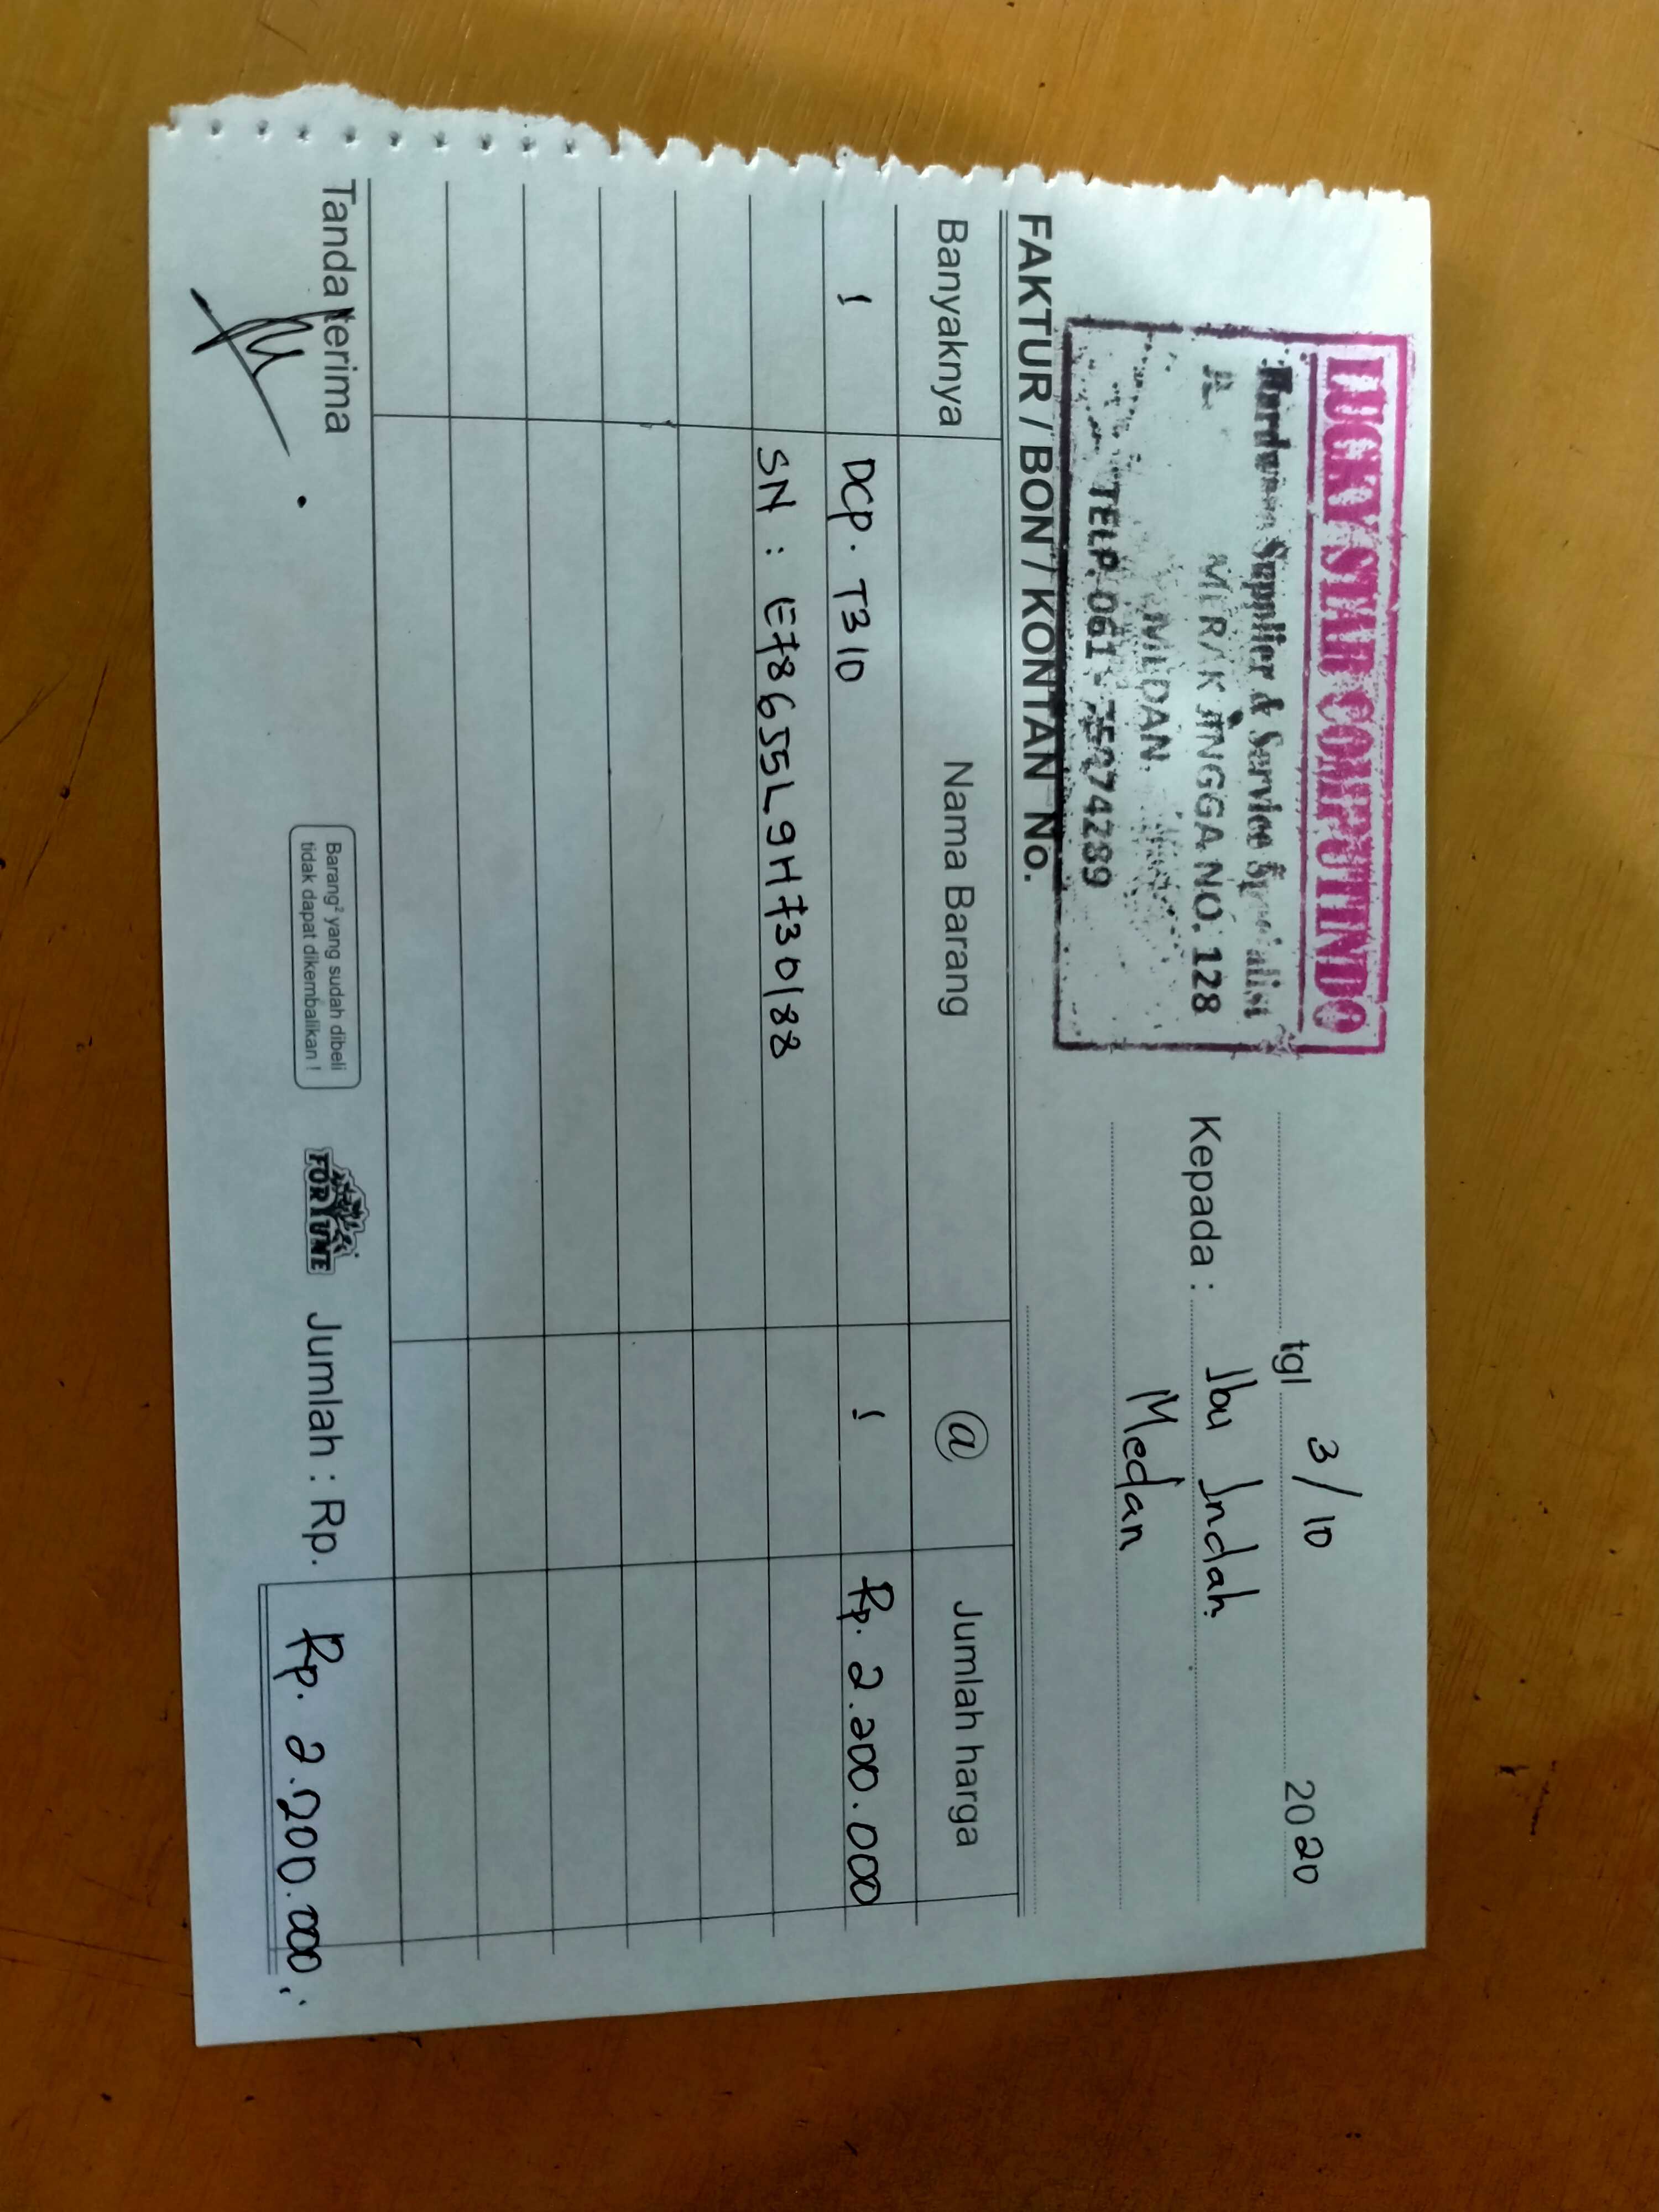 LUCKY STAR COMPUTINDO
Hardware Supplier & Service Specialist
JL. MERAK JINGGA NO. 128
MEDAN.
TELP. 061 -
tgl 3/10 2020
Kepada : Ibu Indah
Medan
FAKTUR / BON / KONTAN No.
Banyaknya Nama Barang @ Jumlah harga
1 DCP. T310 1 Rp. 2.200.000
SN : E78655L9H730188
Tanda terima
Barang² yang sudah dibeli
tidak dapat dikembalikan !
FORTUNE
Jumlah : Rp. Rp. 2.200.000